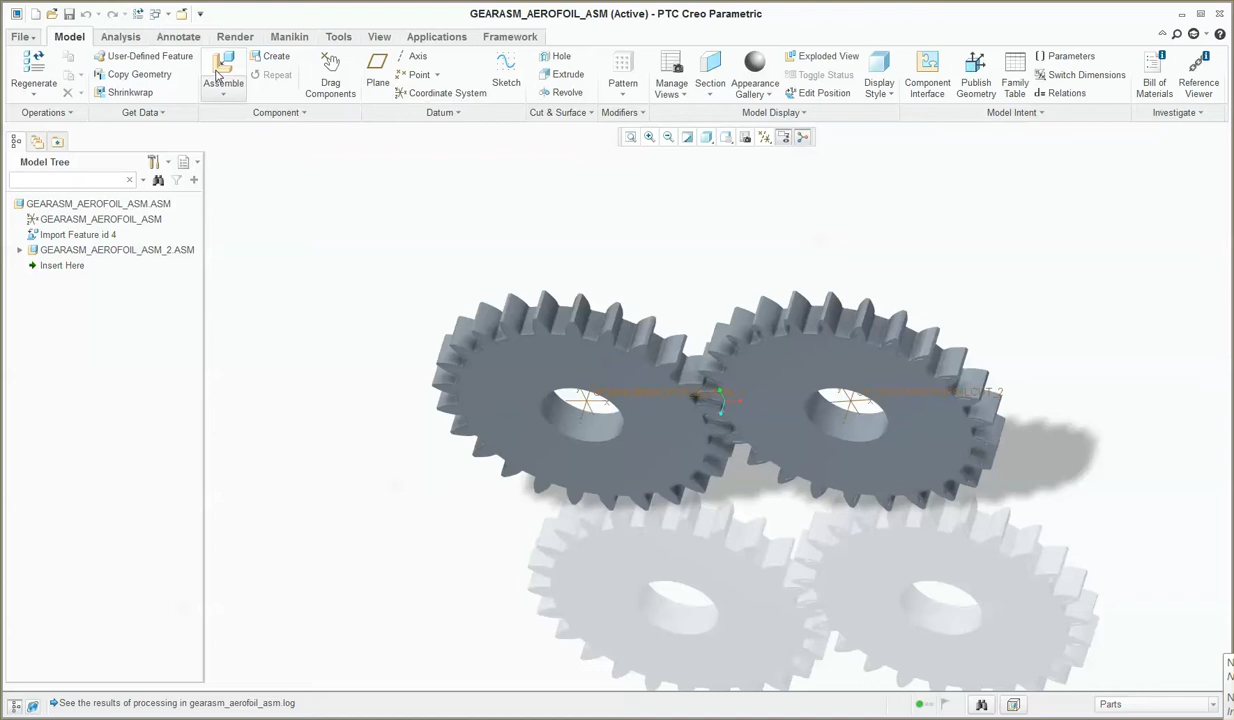 GEARASM_AEROFOIL_ASM (Active) - PTC Creo Parametric
File
Model
Analysis
Annotate
Render
Manikin
Tools
View
Applications
Framework
Regenerate
User-Defined Feature
Copy Geometry
Shrinkwrap
Assemble
Create
Repeat
Drag
Components
Plane
Axis
Point
Coordinate System
Sketch
Hole
Extrude
Revolve
Pattern
Manage
Views
Section
Appearance
Gallery
Exploded View
Toggle Status
Edit Position
Display
Style
Component
Interface
Publish
Geometry
Family
Table
Parameters
Switch Dimensions
Relations
Bill of
Materials
Reference
Viewer
Operations
Get Data
Component
Datum
Cut & Surface
Modifiers
Model Display
Model Intent
Investigate
Model Tree
GEARASM_AEROFOIL_ASM.ASM
GEARASM_AEROFOIL_ASM
Import Feature id 4
GEARASM_AEROFOIL_ASM_2.ASM
Insert Here
See the results of processing in gearasm_aerofoil_asm.log
Parts